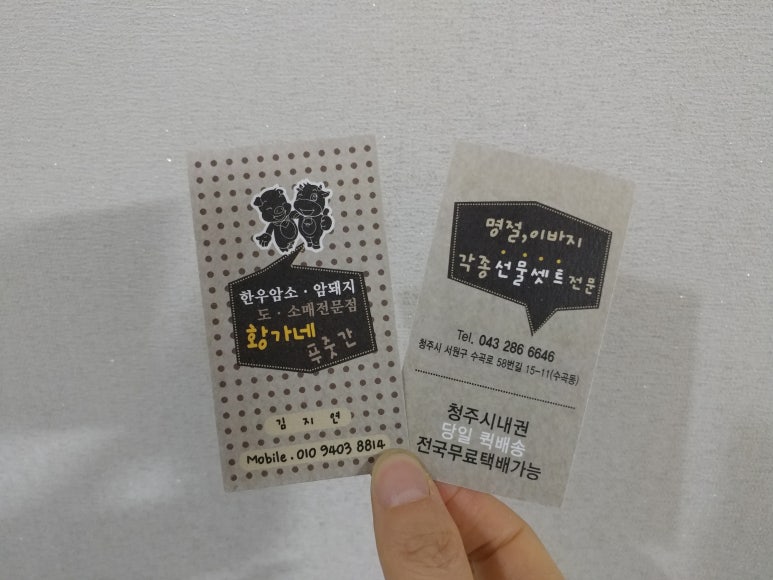 한우암소 · 암돼지
도 · 소매전문점
황가네
푸줏간
김 지 연
Mobile . 010 9403 8814
명절, 이바지
각종 선물셋트 전문
Tel. 043 286 6646
청주시 서원구 수곡로 58번길 15-11(수곡동)
청주시내권
당일 퀵배송
전국무료택배가능